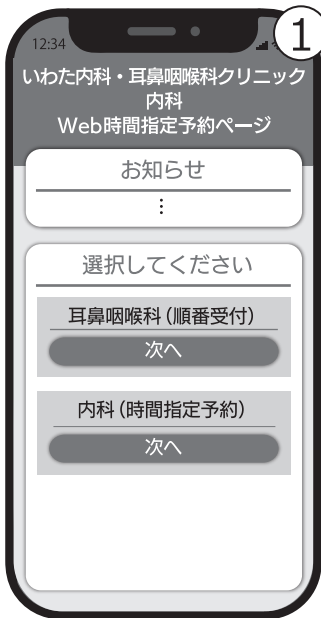 12:34
①
いわた内科・耳鼻咽喉科クリニック
内科
Web時間指定予約ページ
お知らせ
⋮
選択してください
耳鼻咽喉科(順番受付)
次へ
内科(時間指定予約)
次へ